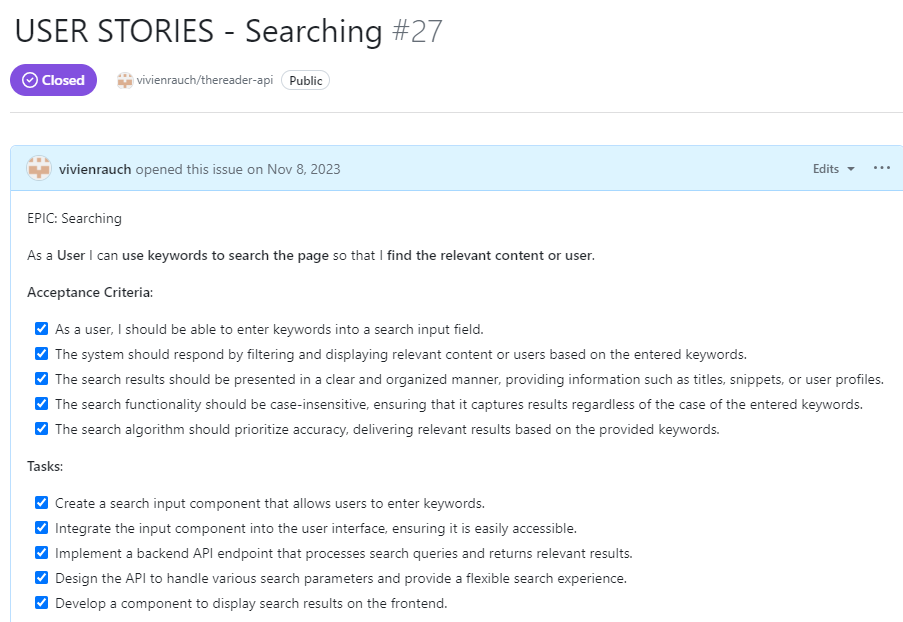 USER STORIES - Searching #27
Closed vivienrauch/thereader-api Public
vivienrauch opened this issue on Nov 8, 2023 Edits
EPIC: Searching
As a User I can use keywords to search the page so that I find the relevant content or user.
Acceptance Criteria:
As a user, I should be able to enter keywords into a search input field.
The system should respond by filtering and displaying relevant content or users based on the entered keywords.
The search results should be presented in a clear and organized manner, providing information such as titles, snippets, or user profiles.
The search functionality should be case-insensitive, ensuring that it captures results regardless of the case of the entered keywords.
The search algorithm should prioritize accuracy, delivering relevant results based on the provided keywords.
Tasks:
Create a search input component that allows users to enter keywords.
Integrate the input component into the user interface, ensuring it is easily accessible.
Implement a backend API endpoint that processes search queries and returns relevant results.
Design the API to handle various search parameters and provide a flexible search experience.
Develop a component to display search results on the frontend.